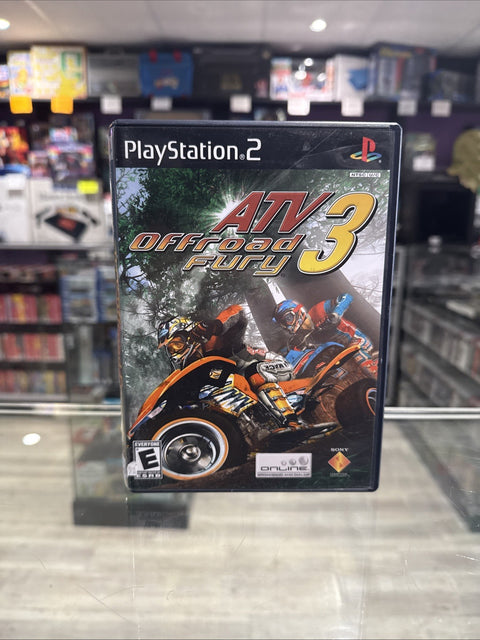 PlayStation®2
NTSC U/C
ATV
Offroad
Fury 3
EVERYONE
E
ESRB
ONLINE
SONY